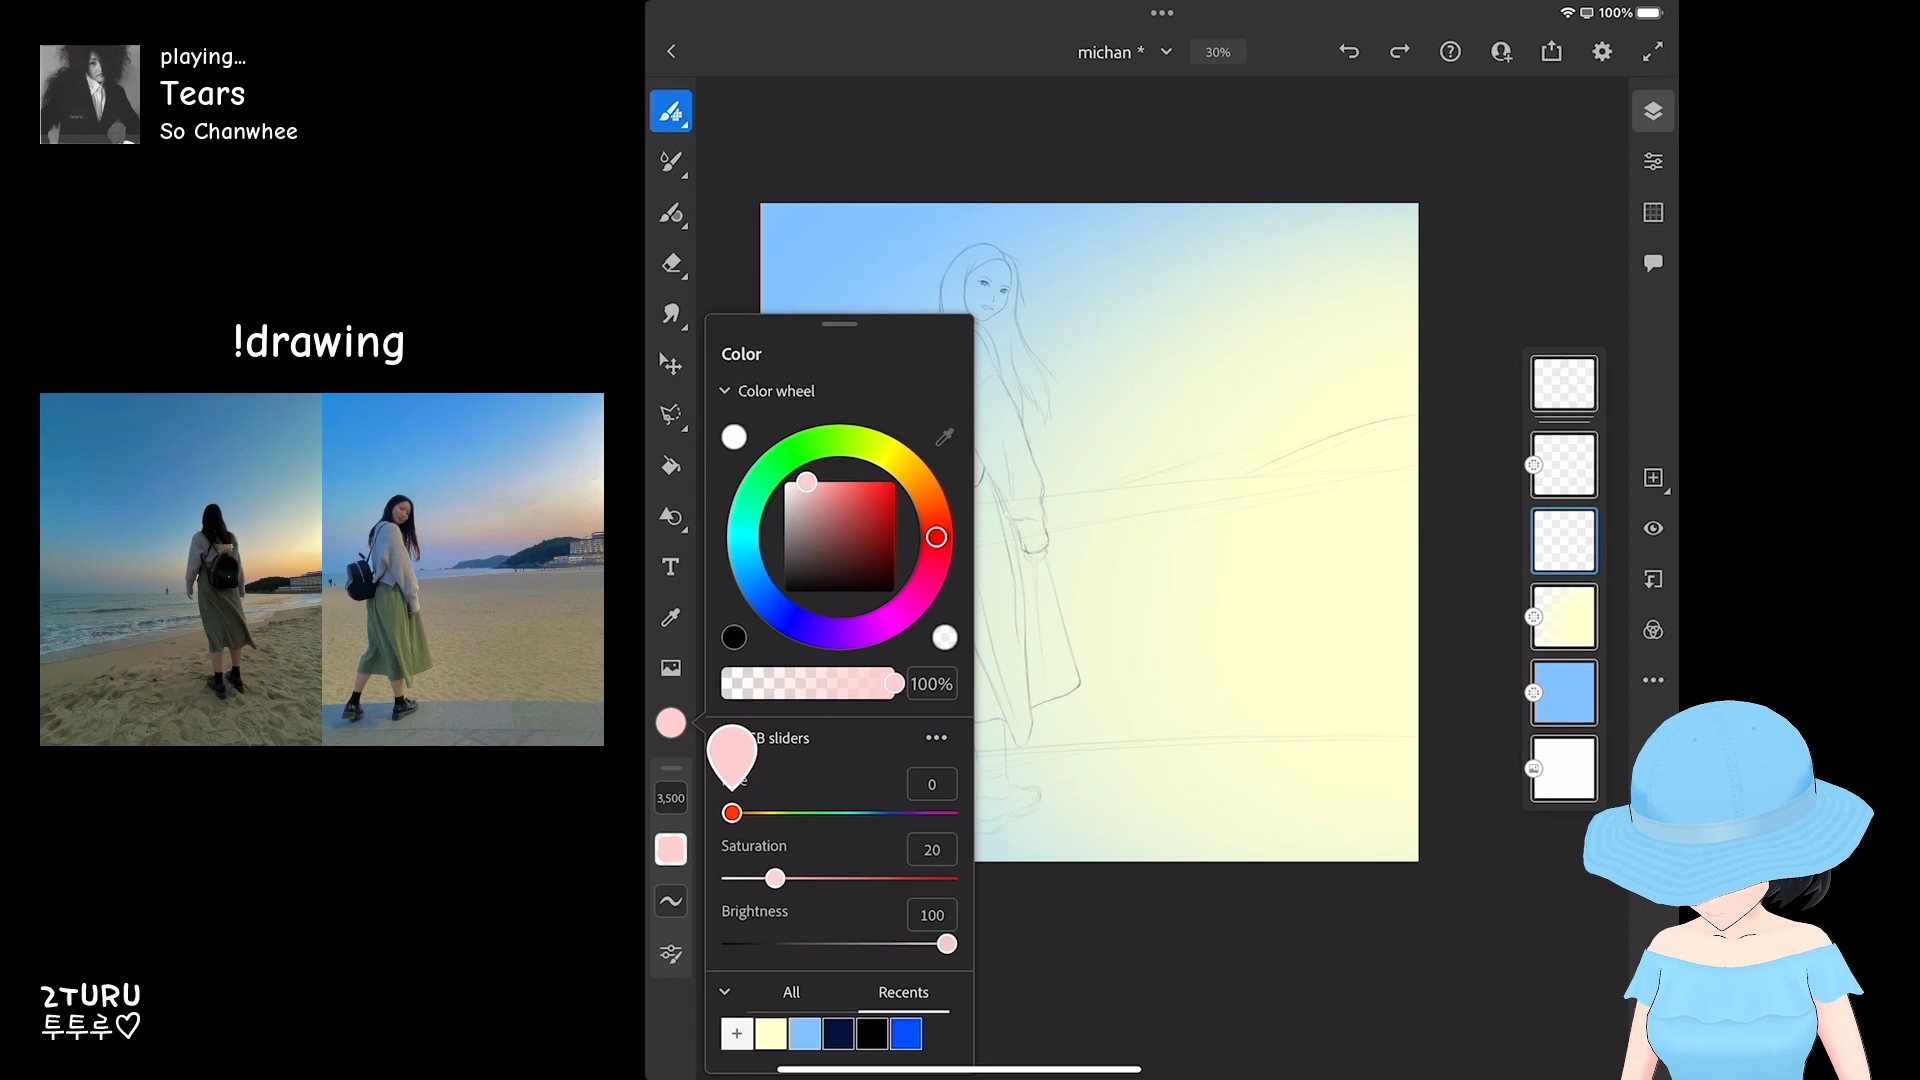 playing...
Tears
So Chanwhee
!drawing
2TURU
투투루♡
100%
michan *
30%
Color
Color wheel
100%
B sliders
0
Saturation
20
Brightness
100
All
Recents
3,500